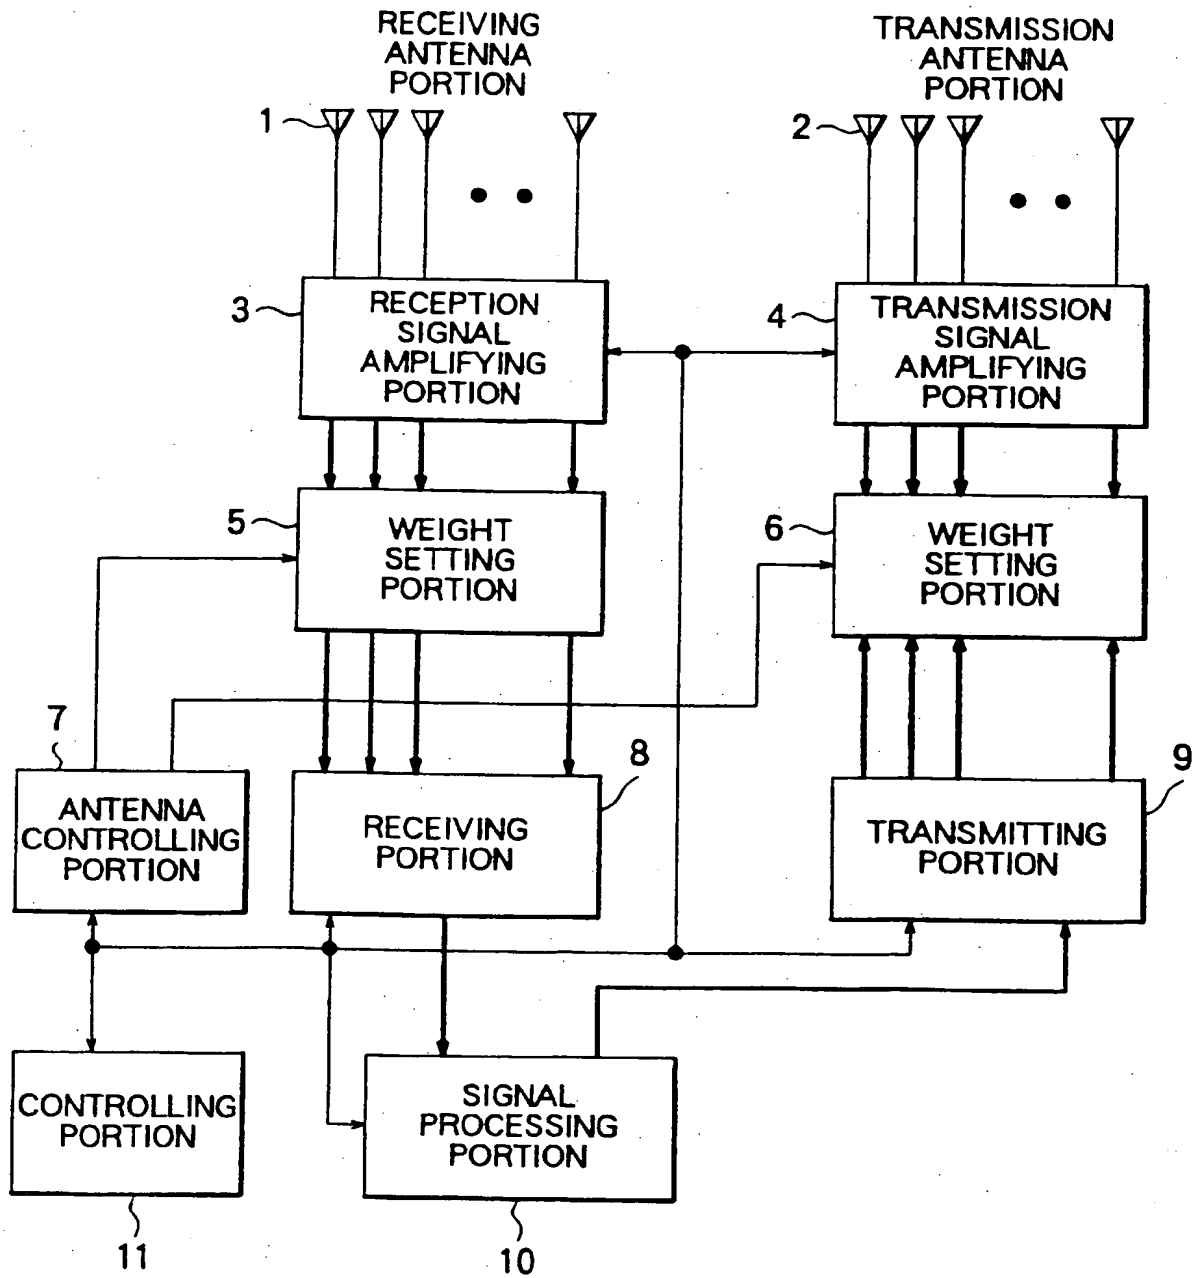 RECEIVING
ANTENNA
PORTION
TRANSMISSION
ANTENNA
PORTION
1
2
3
RECEPTION
SIGNAL
AMPLIFYING
PORTION
4
TRANSMISSION
SIGNAL
AMPLIFYING
PORTION
5
WEIGHT
SETTING
PORTION
6
WEIGHT
SETTING
PORTION
7
ANTENNA
CONTROLLING
PORTION
8
RECEIVING
PORTION
9
TRANSMITTING
PORTION
CONTROLLING
PORTION
11
SIGNAL
PROCESSING
PORTION
10